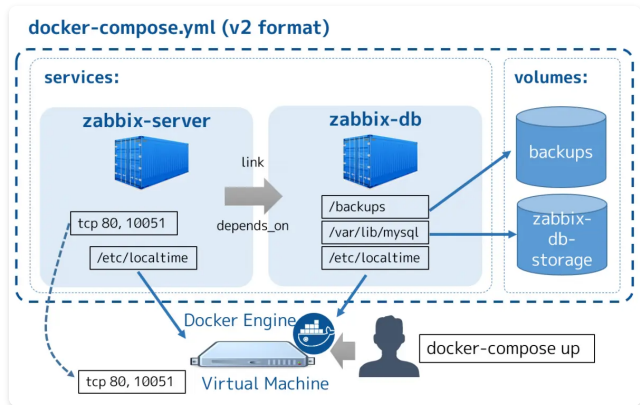 docker-compose.yml (v2 format)
services:
volumes:
zabbix-server
zabbix-db
link
depends_on
tcp 80, 10051
/etc/localtime
/backups
/var/lib/mysql
/etc/localtime
backups
zabbix-
db-
storage
Docker Engine
docker-compose up
tcp 80, 10051
Virtual Machine